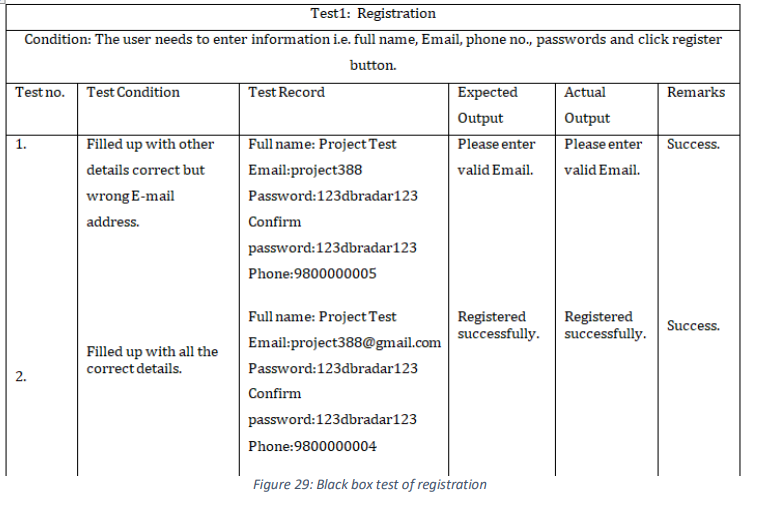 Test1: Registration
Condition: The user needs to enter information i.e. full name, Email, phone no., passwords and click register
button.
Test no.
Test Condition
Test Record
Expected
Output
Actual
Output
Remarks
1.
Filled up with other
details correct but
wrong E-mail
address.
Full name: Project Test
Email:project388
Password:123dbradar123
Confirm
password:123dbradar123
Phone:9800000005
Please enter
valid Email.
Please enter
valid Email.
Success.
2.
Filled up with all the
correct details.
Full name: Project Test
Email:project388@gmail.com
Password:123dbradar123
Confirm
password:123dbradar123
Phone:9800000004
Registered
successfully.
Registered
successfully.
Success.
Figure 29: Black box test of registration